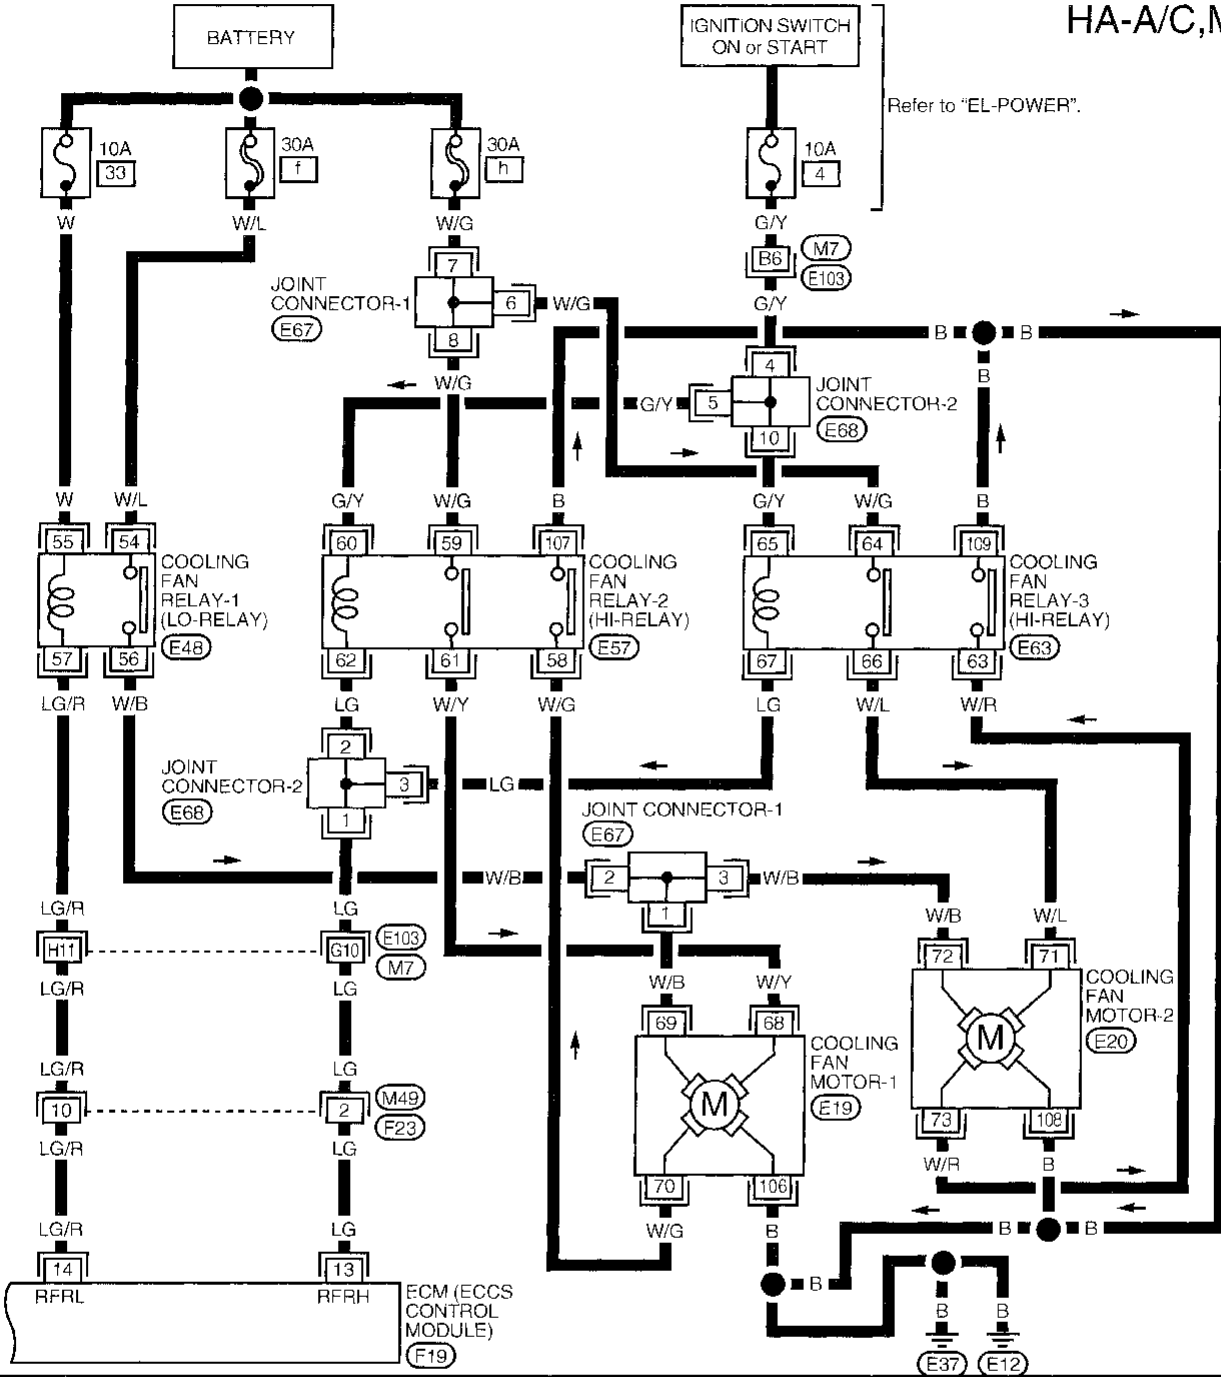 HA-A/C,M
BATTERY
IGNITION SWITCH
ON or START
Refer to "EL-POWER".
10A
33
30A
f
30A
h
10A
4
W
W/L
W/G
G/Y
B6
M7
E103
G/Y
JOINT
CONNECTOR-1
E67
7
6
8
W/G
W/G
B
B
B
4
5
10
G/Y
JOINT
CONNECTOR-2
E68
W
W/L
G/Y
W/G
B
G/Y
W/G
B
55
54
60
59
107
65
64
109
COOLING
FAN
RELAY-1
(LO-RELAY)
E48
COOLING
FAN
RELAY-2
(HI-RELAY)
E57
COOLING
FAN
RELAY-3
(HI-RELAY)
E63
57
56
62
61
58
67
66
63
LG/R
W/B
LG
W/Y
W/G
LG
W/L
W/R
JOINT
CONNECTOR-2
E68
2
3
1
LG
JOINT CONNECTOR-1
E67
W/B
2
3
1
W/B
LG/R
LG
W/B
W/L
H11
G10
E103
M7
72
71
LG/R
LG
W/B
W/Y
69
68
COOLING
FAN
MOTOR-2
E20
M
COOLING
FAN
MOTOR-1
E19
M
LG/R
LG
10
2
M49
F23
73
108
LG/R
LG
W/R
B
70
106
W/G
B
LG/R
LG
B
B
14
13
RFRL
RFRH
ECM (ECCS
CONTROL
MODULE)
F19
B
B
B
E37
E12